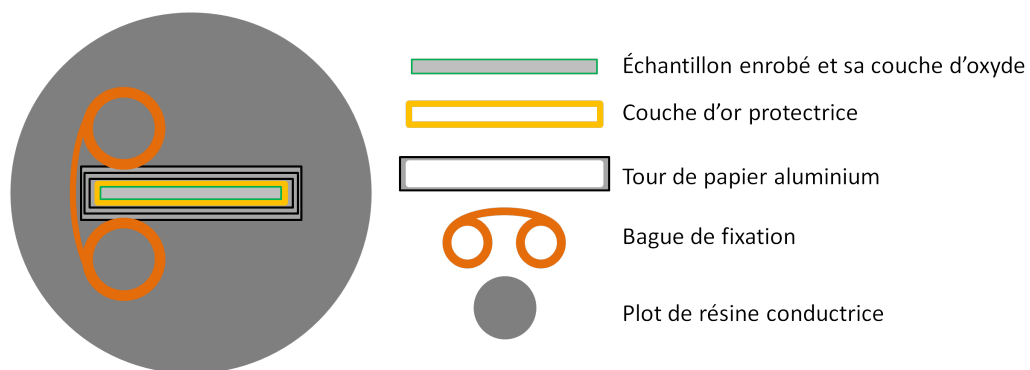 Échantillon enrobé et sa couche d’oxyde
Couche d’or protectrice
Tour de papier aluminium
Bague de fixation
Plot de résine conductrice